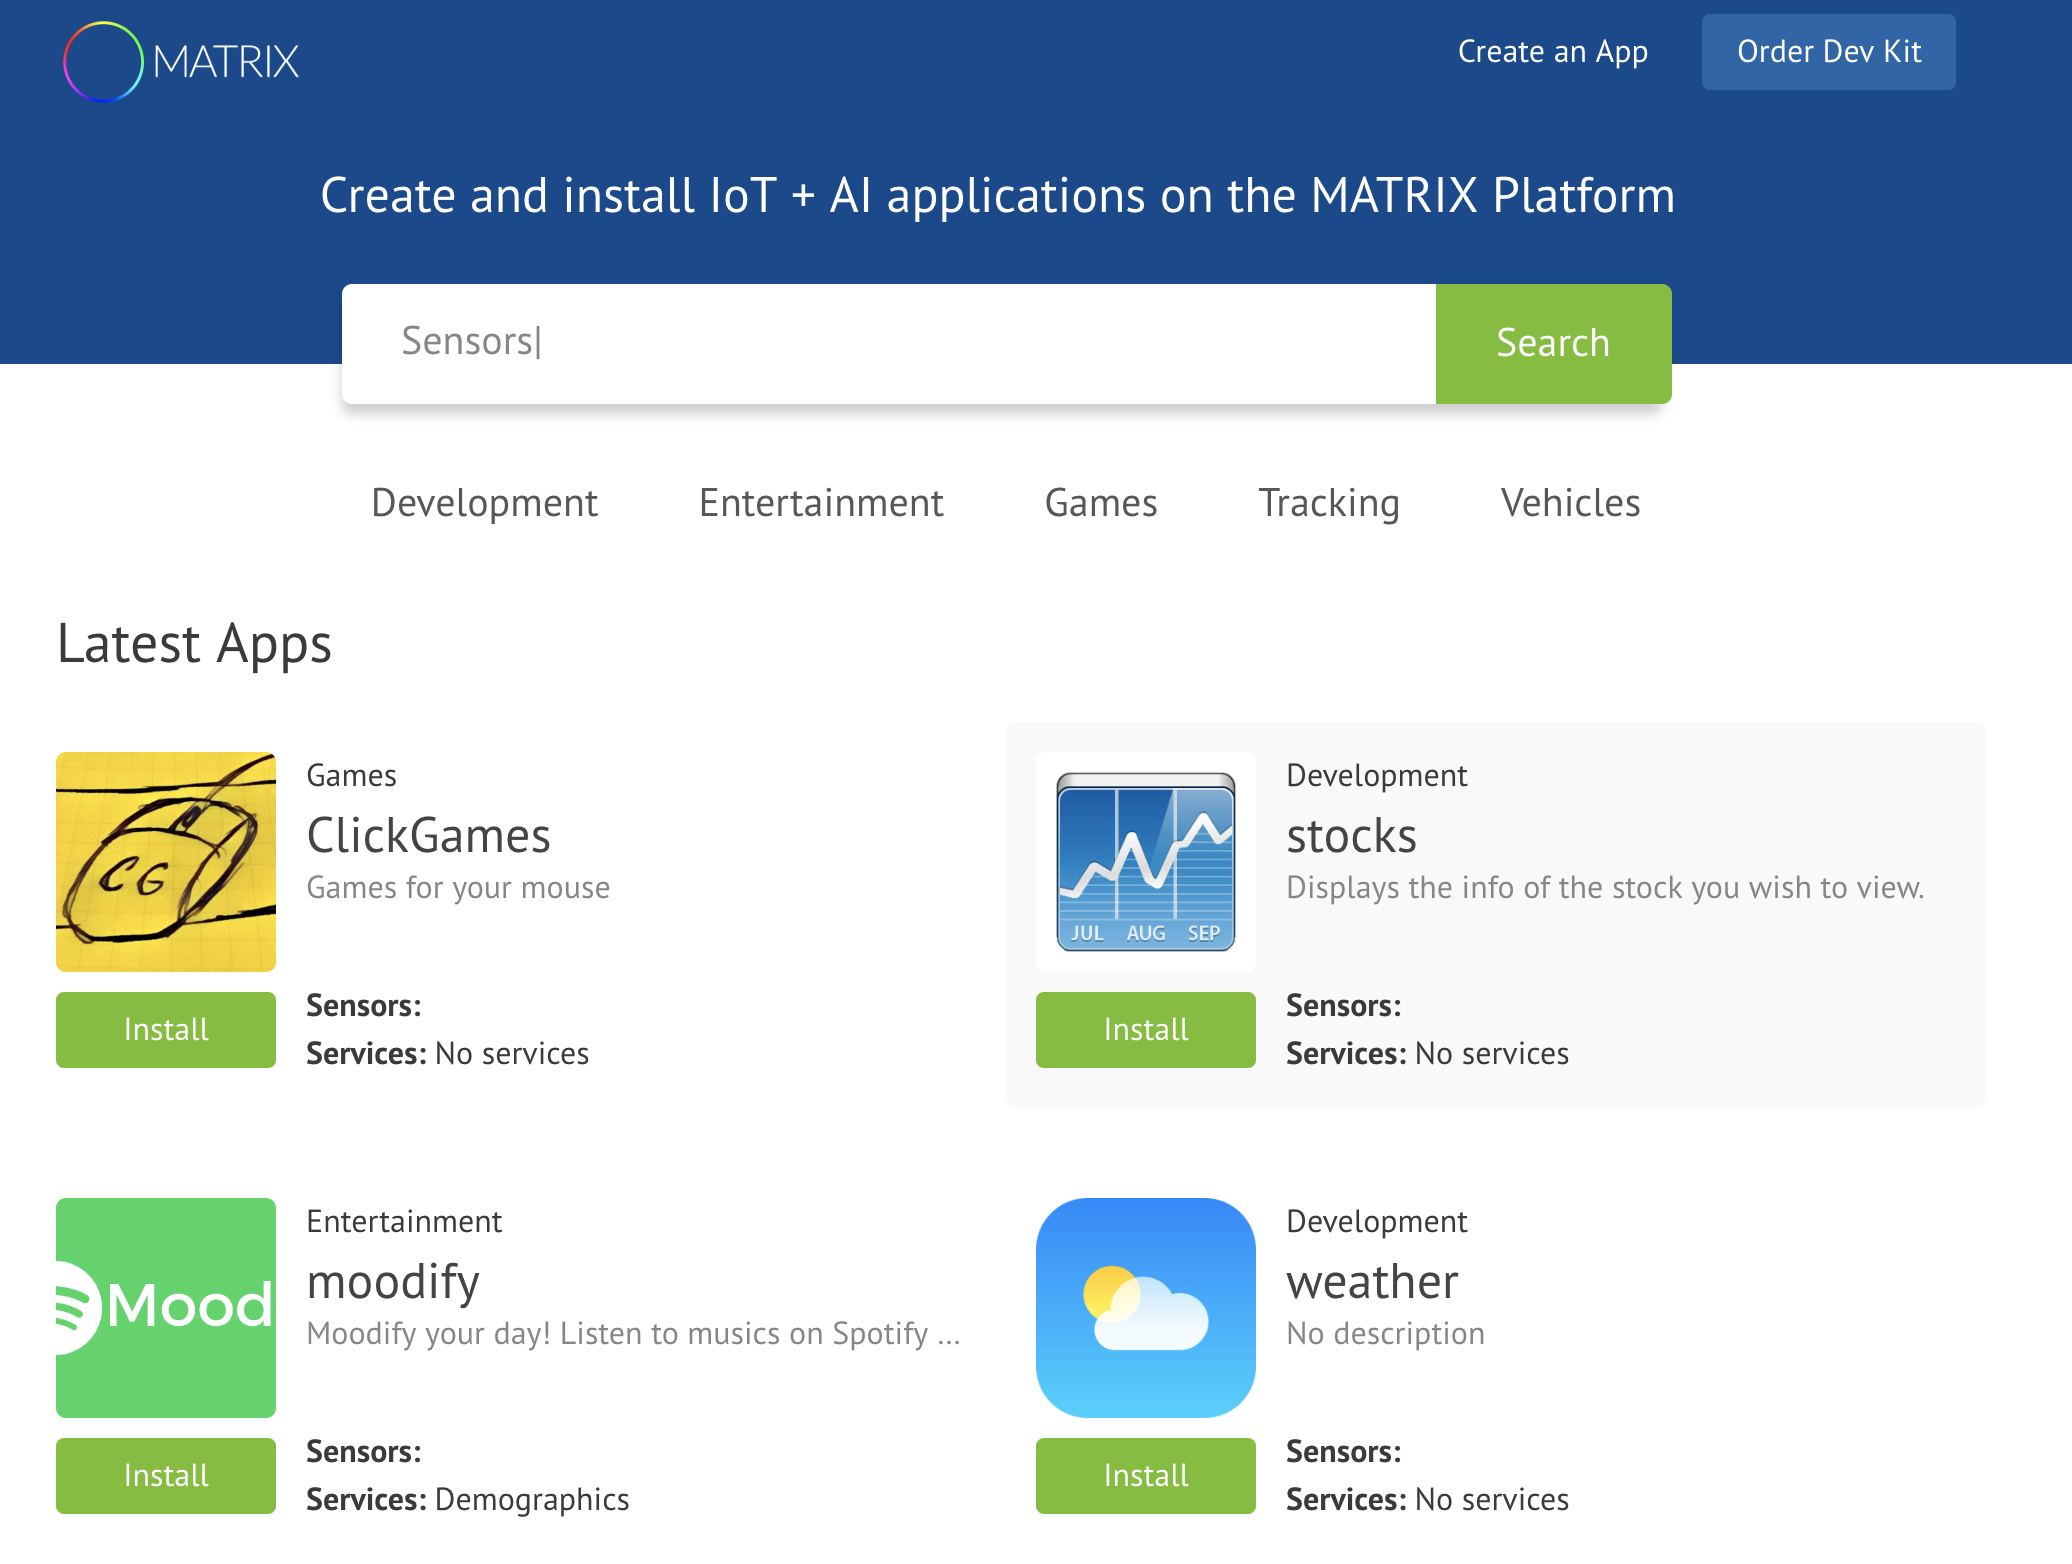 MATRIX
Create an App
Order Dev Kit
Create and install IoT + AI applications on the MATRIX Platform
Sensors|
Search
Development
Entertainment
Games
Tracking
Vehicles
Latest Apps
CG
Games
ClickGames
Games for your mouse
Install
Sensors:
Services: No services
JUL AUG SEP
Development
stocks
Displays the info of the stock you wish to view.
Install
Sensors:
Services: No services
Mood
Entertainment
moodify
Moodify your day! Listen to musics on Spotify ...
Install
Sensors:
Services: Demographics
Development
weather
No description
Install
Sensors:
Services: No services